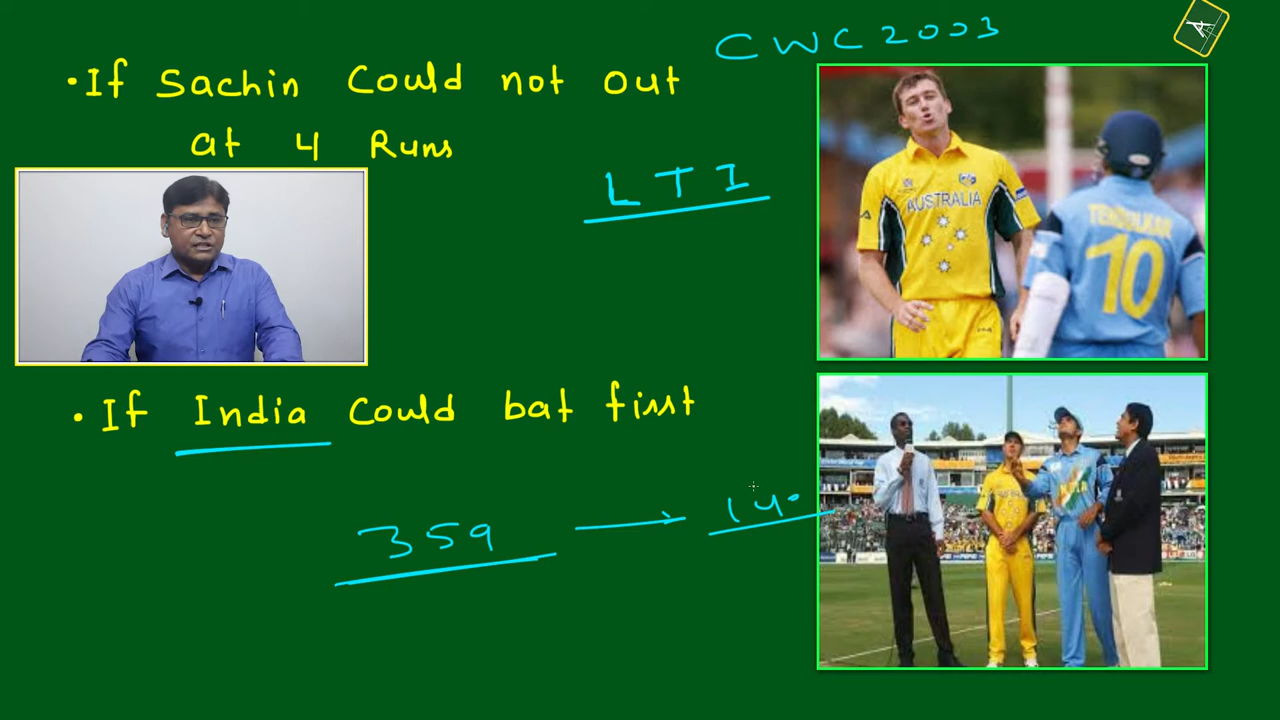 CWC 2003
• If Sachin Could not out
at 4 Runs
LTI
AUSTRALIA
TENDULKAR
10
• If India Could bat first
359 → 140